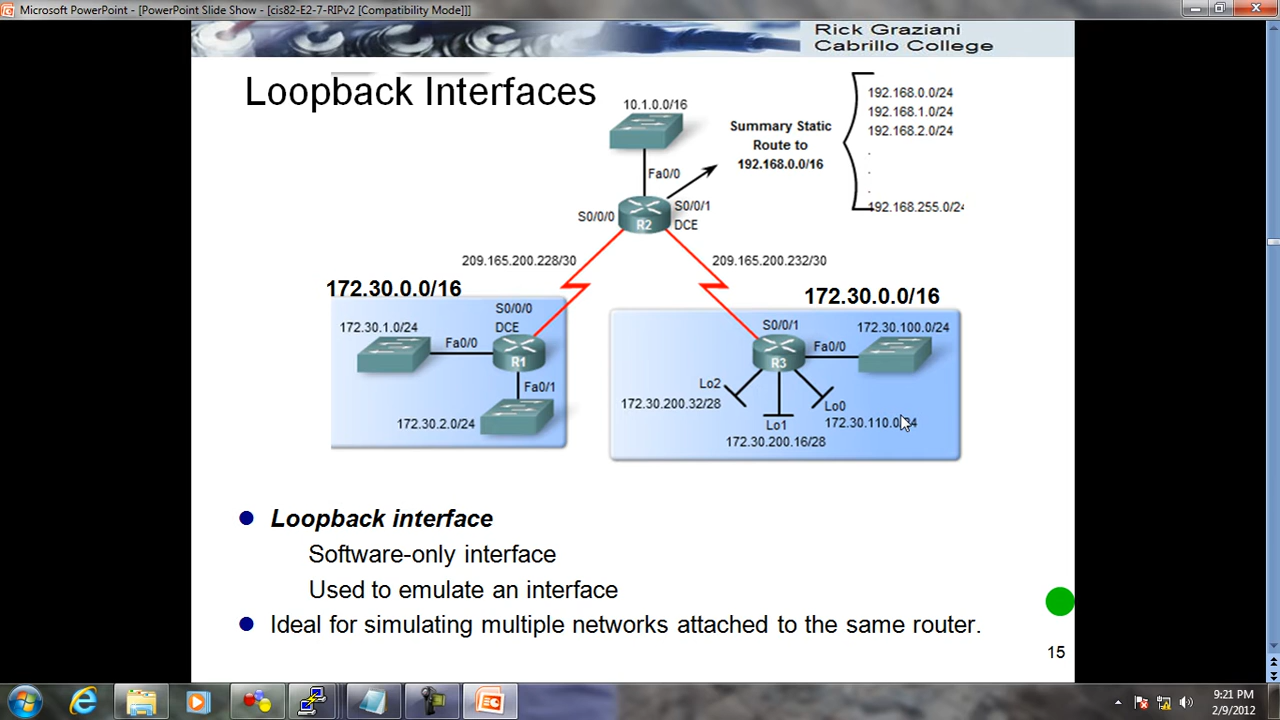 Microsoft PowerPoint - [PowerPoint Slide Show - [cis82-E2-7-RIPv2 [Compatibility Mode]]]
Rick Graziani
Cabrillo College
Loopback Interfaces
10.1.0.0/16
Summary Static
Route to
192.168.0.0/16
192.168.0.0/24
192.168.1.0/24
192.168.2.0/24
.
.
.
192.168.255.0/24
Fa0/0
S0/0/0
R2
S0/0/1
DCE
209.165.200.228/30
209.165.200.232/30
172.30.0.0/16
172.30.0.0/16
S0/0/0
DCE
172.30.1.0/24
Fa0/0
R1
Fa0/1
172.30.2.0/24
S0/0/1
172.30.100.0/24
R3
Fa0/0
Lo2
172.30.200.32/28
Lo0
172.30.110.0/24
Lo1
172.30.200.16/28
Loopback interface
Software-only interface
Used to emulate an interface
Ideal for simulating multiple networks attached to the same router.
15
9:21 PM
2/9/2012